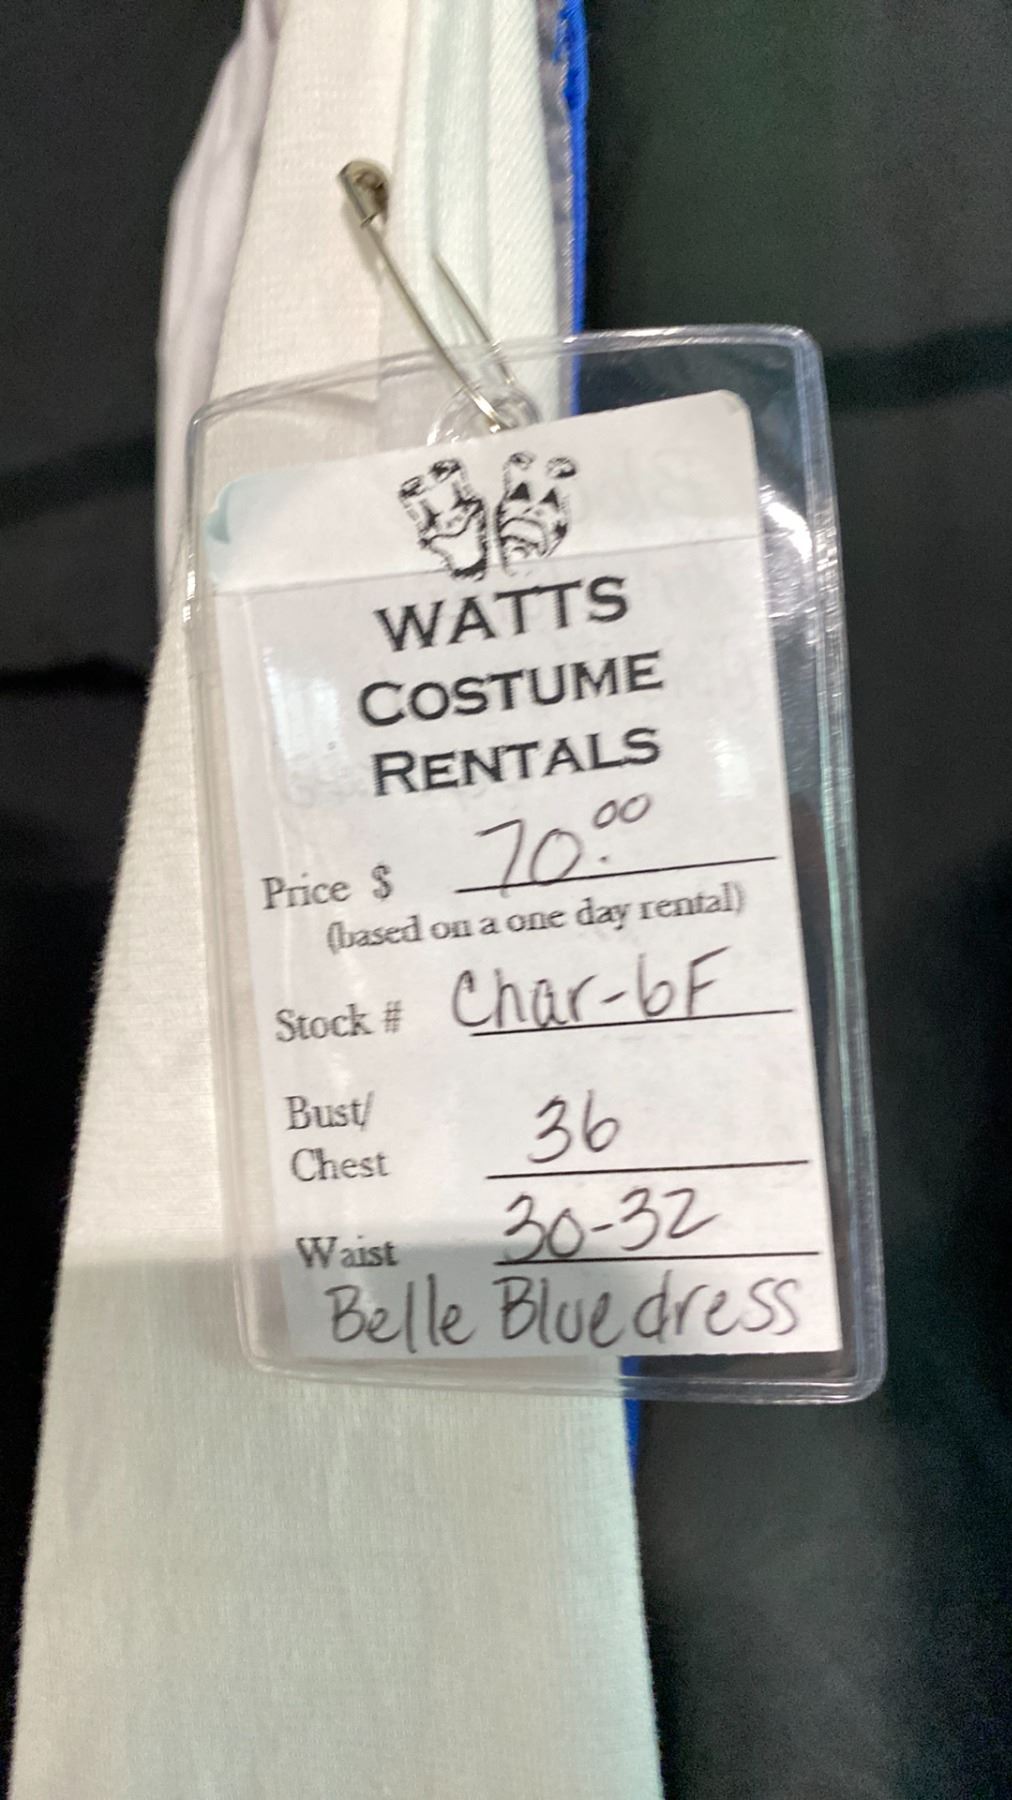 WATTS
COSTUME
RENTALS
Price $ 70.00
(based on a one day rental)
Stock # Char-6F
Bust/
Chest 36
Waist 30-32
Belle Blue dress